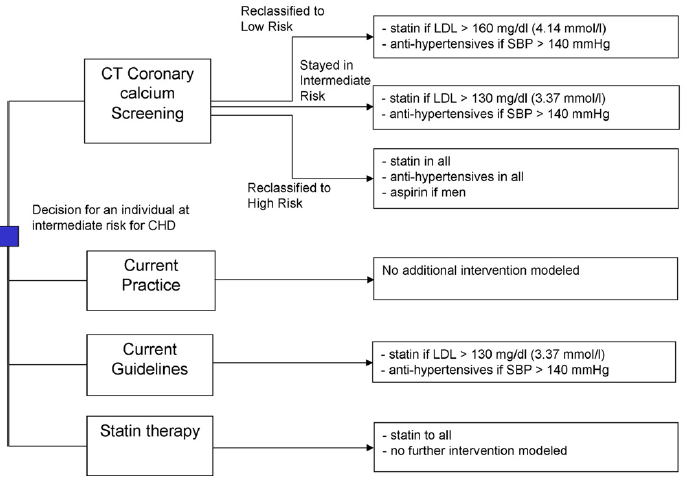 Reclassified to
Low Risk
- statin if LDL > 160 mg/dl (4.14 mmol/l)
- anti-hypertensives if SBP > 140 mmHg
CT Coronary
calcium
Screening
Stayed in
Intermediate
Risk
- statin if LDL > 130 mg/dl (3.37 mmol/l)
- anti-hypertensives if SBP > 140 mmHg
Reclassified to
High Risk
- statin in all
- anti-hypertensives in all
- aspirin if men
Decision for an individual at
intermediate risk for CHD
Current
Practice
No additional intervention modeled
Current
Guidelines
- statin if LDL > 130 mg/dl (3.37 mmol/l)
- anti-hypertensives if SBP > 140 mmHg
Statin therapy
- statin to all
- no further intervention modeled